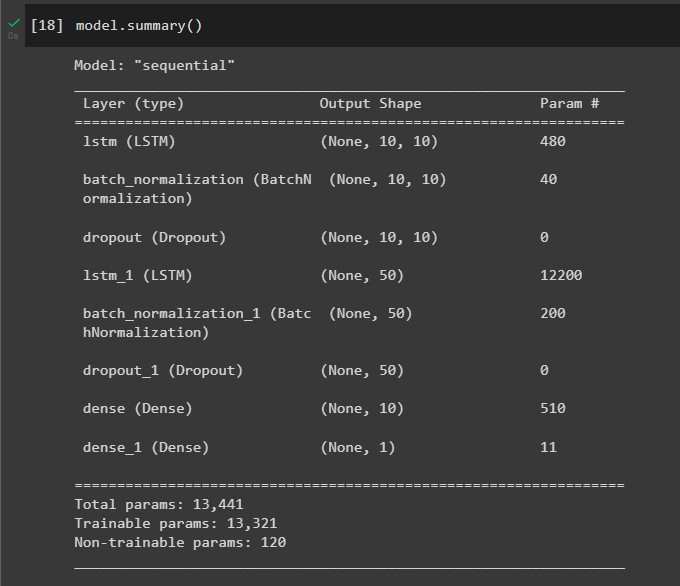 [18] model.summary()
0s
Model: "sequential"
_________________________________________________________________
Layer (type) Output Shape Param #
=================================================================
lstm (LSTM) (None, 10, 10) 480
batch_normalization (BatchN (None, 10, 10) 40
ormalization)
dropout (Dropout) (None, 10, 10) 0
lstm_1 (LSTM) (None, 50) 12200
batch_normalization_1 (Batc (None, 50) 200
hNormalization)
dropout_1 (Dropout) (None, 50) 0
dense (Dense) (None, 10) 510
dense_1 (Dense) (None, 1) 11
=================================================================
Total params: 13,441
Trainable params: 13,321
Non-trainable params: 120
_________________________________________________________________